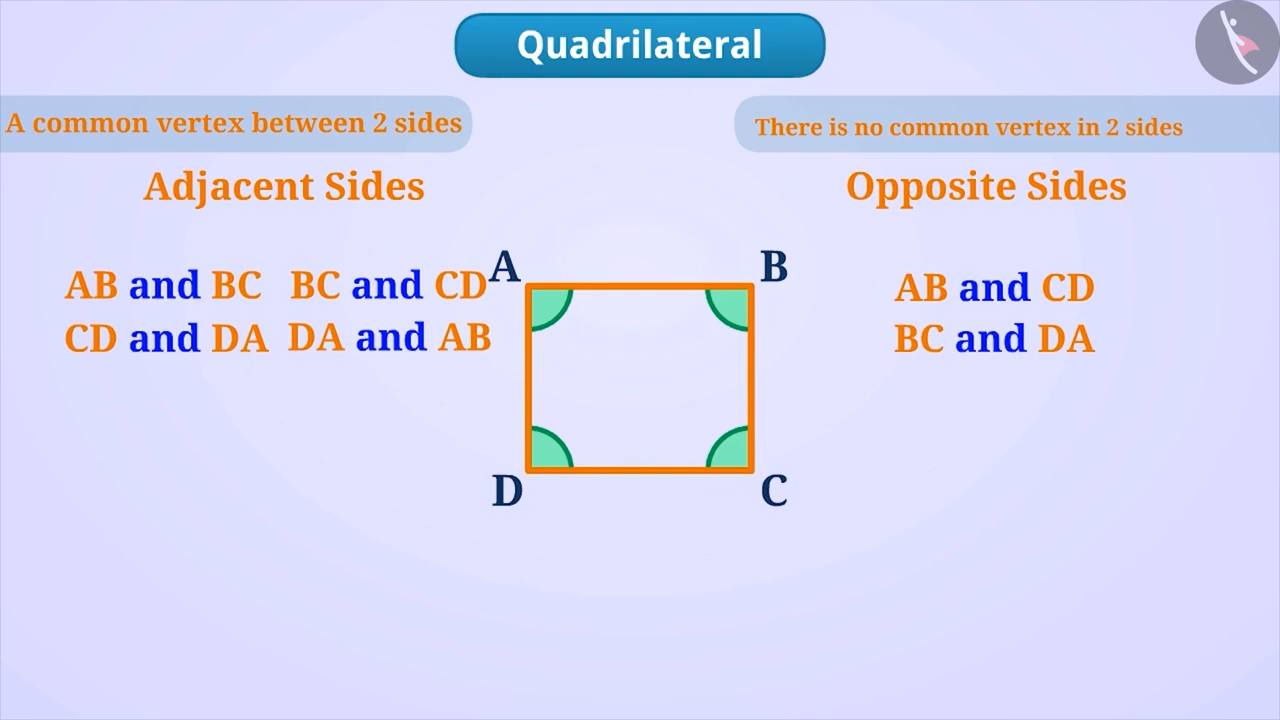 Quadrilateral
A common vertex between 2 sides
There is no common vertex in 2 sides
Adjacent Sides
Opposite Sides
AB and BC BC and CD
CD and DA DA and AB
A
B
D
C
AB and CD
BC and DA